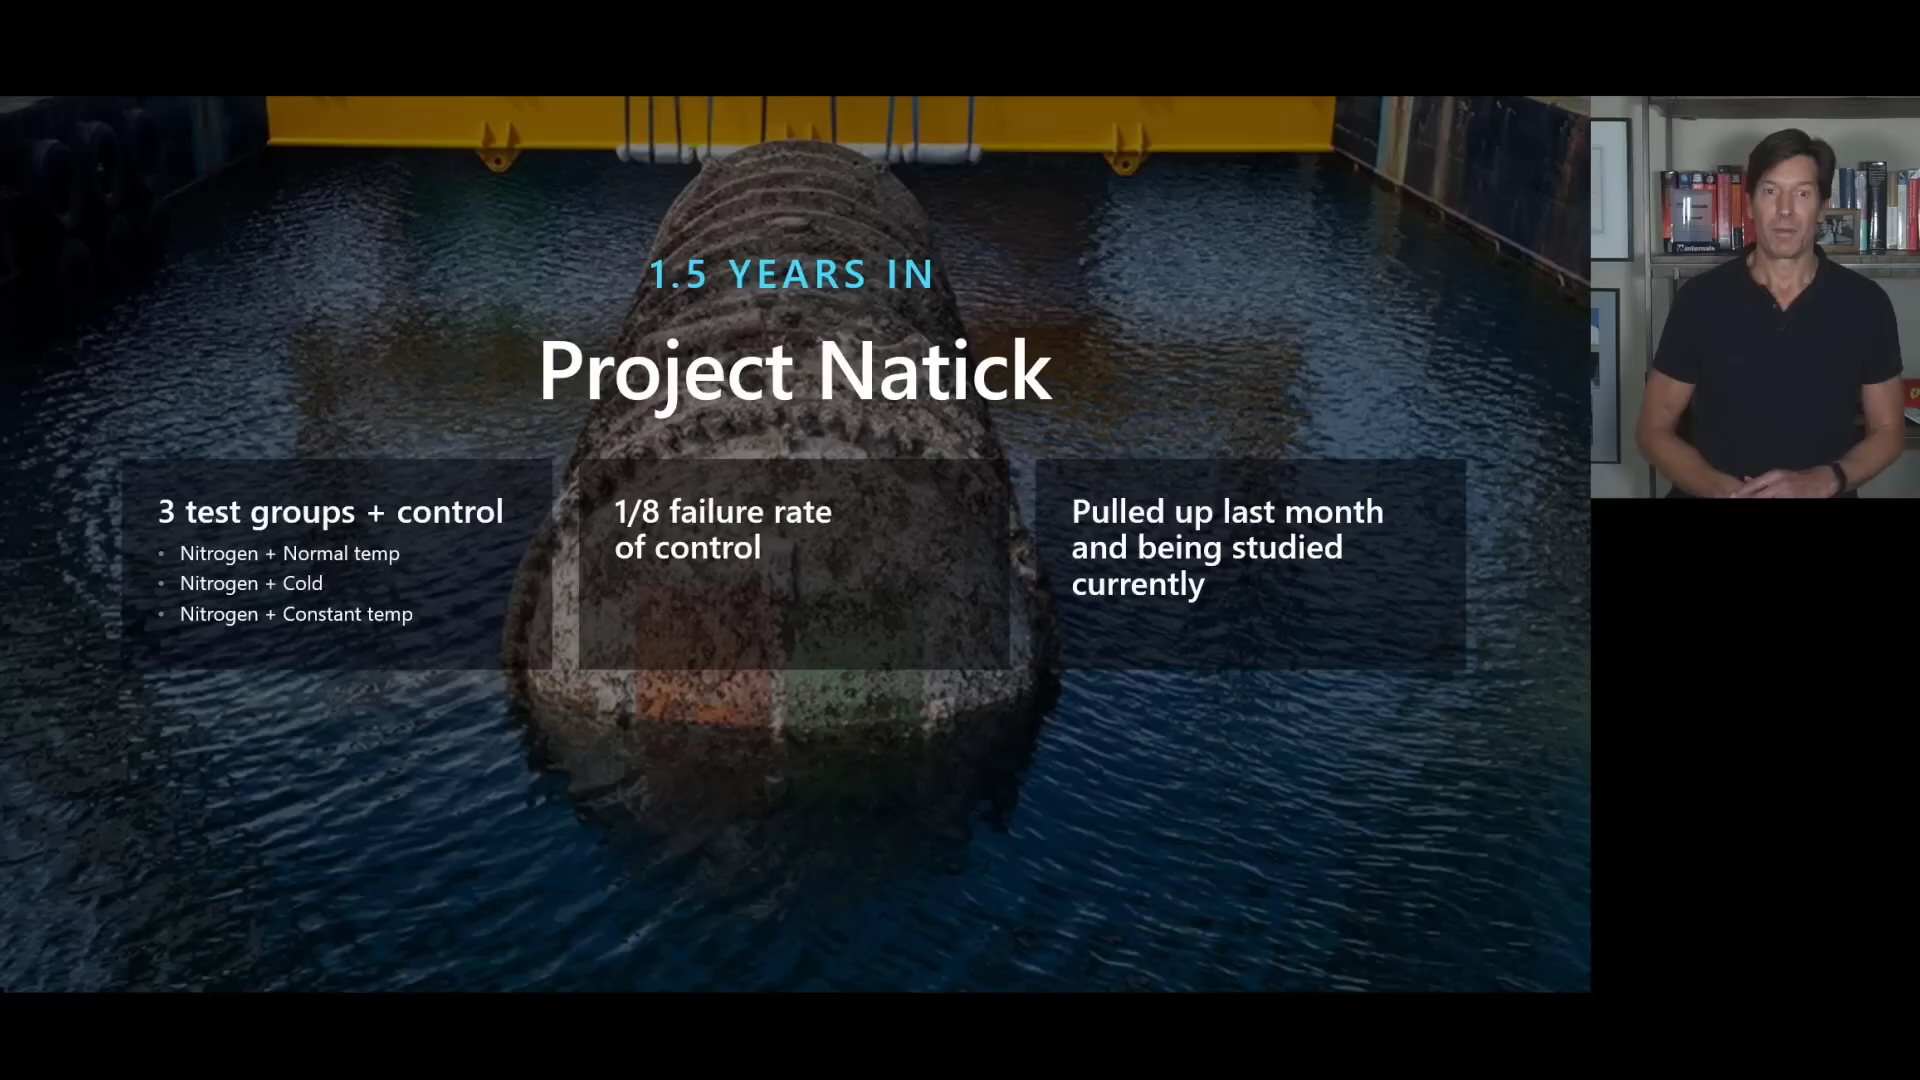 1.5 YEARS IN
Project Natick
3 test groups + control
• Nitrogen + Normal temp
• Nitrogen + Cold
• Nitrogen + Constant temp
1/8 failure rate
of control
Pulled up last month
and being studied
currently
Winternals